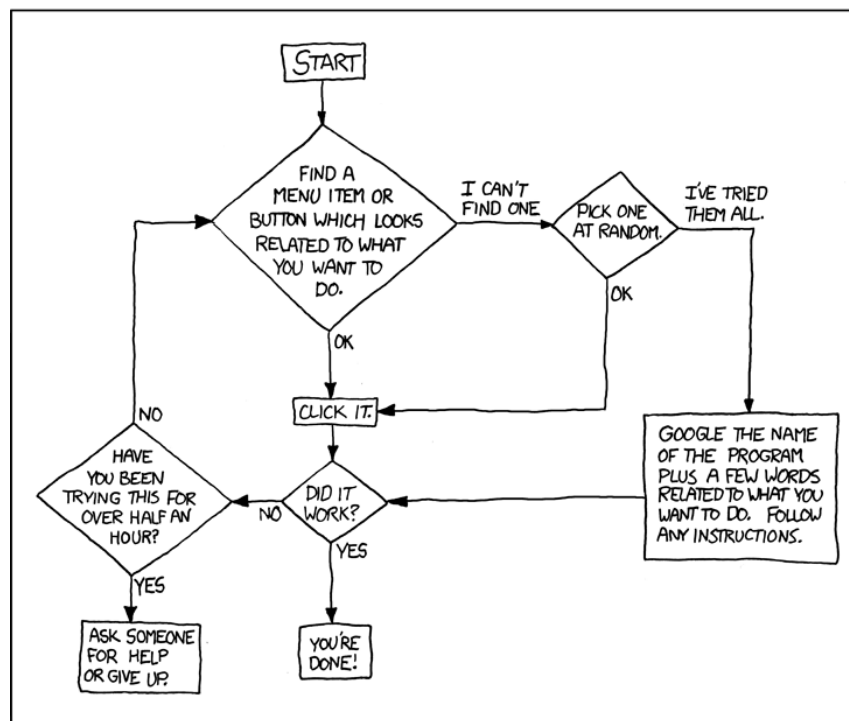 START
FIND A
MENU ITEM OR
BUTTON WHICH LOOKS
RELATED TO WHAT
YOU WANT TO
DO.
I CAN'T
FIND ONE
PICK ONE
AT RANDOM.
I'VE TRIED
THEM ALL.
OK
OK
CLICK IT.
NO
HAVE
YOU BEEN
TRYING THIS FOR
OVER HALF AN
HOUR?
NO
DID IT
WORK?
GOOGLE THE NAME
OF THE PROGRAM
PLUS A FEW WORDS
RELATED TO WHAT YOU
WANT TO DO. FOLLOW
ANY INSTRUCTIONS.
YES
YES
ASK SOMEONE
FOR HELP
OR GIVE UP.
YOU'RE
DONE!